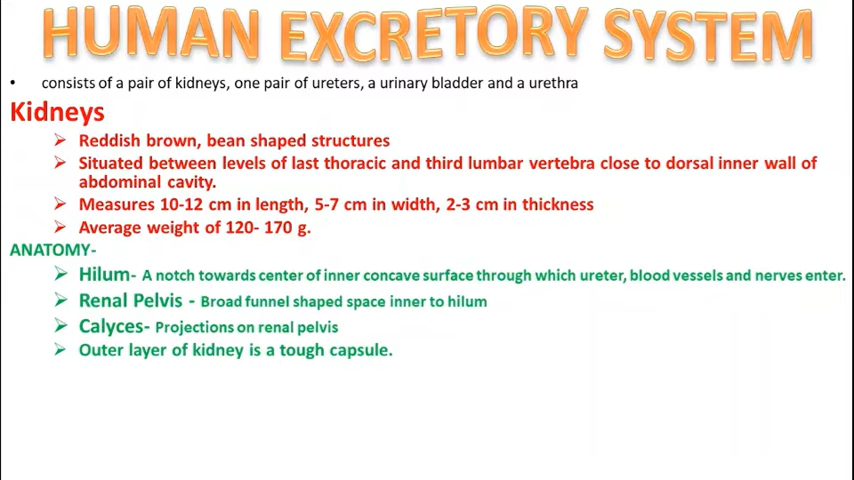 HUMAN EXCRETORY SYSTEM
• consists of a pair of kidneys, one pair of ureters, a urinary bladder and a urethra
Kidneys
➢ Reddish brown, bean shaped structures
➢ Situated between levels of last thoracic and third lumbar vertebra close to dorsal inner wall of
abdominal cavity.
➢ Measures 10-12 cm in length, 5-7 cm in width, 2-3 cm in thickness
➢ Average weight of 120- 170 g.
ANATOMY-
➢ Hilum- A notch towards center of inner concave surface through which ureter, blood vessels and nerves enter.
➢ Renal Pelvis - Broad funnel shaped space inner to hilum
➢ Calyces- Projections on renal pelvis
➢ Outer layer of kidney is a tough capsule.